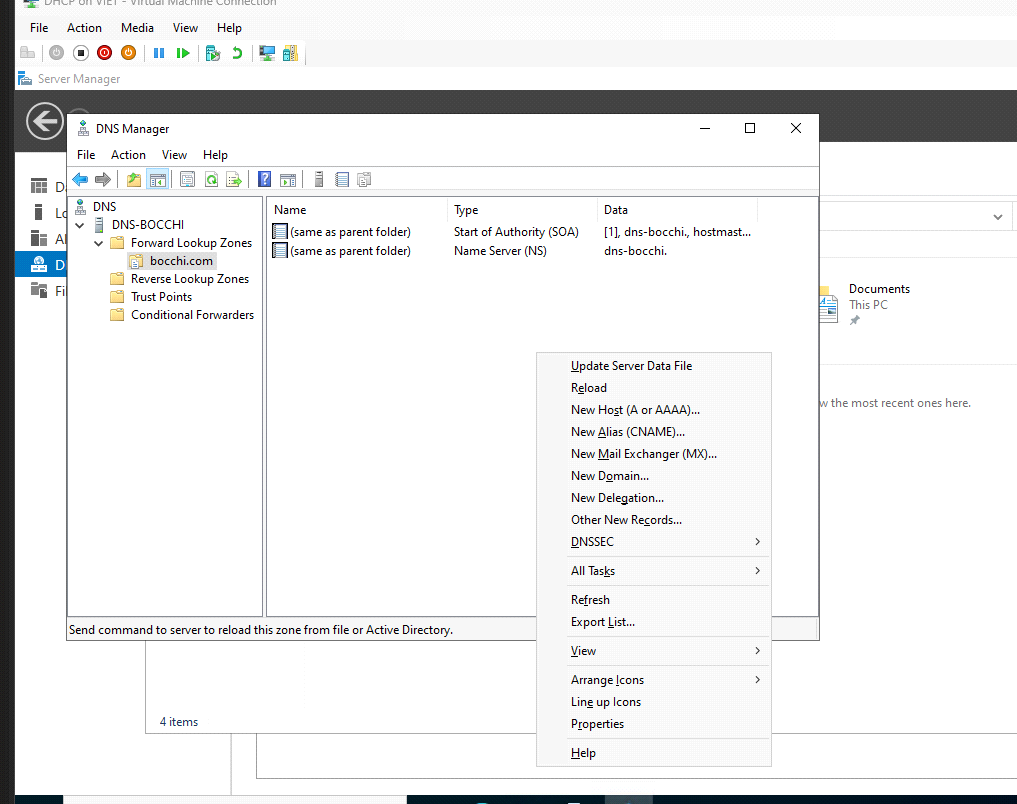 DHCP on VIET - Virtual Machine Connection
File Action Media View Help
Server Manager
DNS Manager
File Action View Help
DNS
DNS-BOCCHI
Forward Lookup Zones
bocchi.com
Reverse Lookup Zones
Trust Points
Conditional Forwarders
Name Type Data
(same as parent folder) Start of Authority (SOA) [1], dns-bocchi., hostmast...
(same as parent folder) Name Server (NS) dns-bocchi.
Update Server Data File
Reload
New Host (A or AAAA)...
New Alias (CNAME)...
New Mail Exchanger (MX)...
New Domain...
New Delegation...
Other New Records...
DNSSEC
All Tasks
Refresh
Export List...
View
Arrange Icons
Line up Icons
Properties
Help
Send command to server to reload this zone from file or Active Directory.
D
Lo
Al
D
Fi
Documents
This PC
w the most recent ones here.
4 items